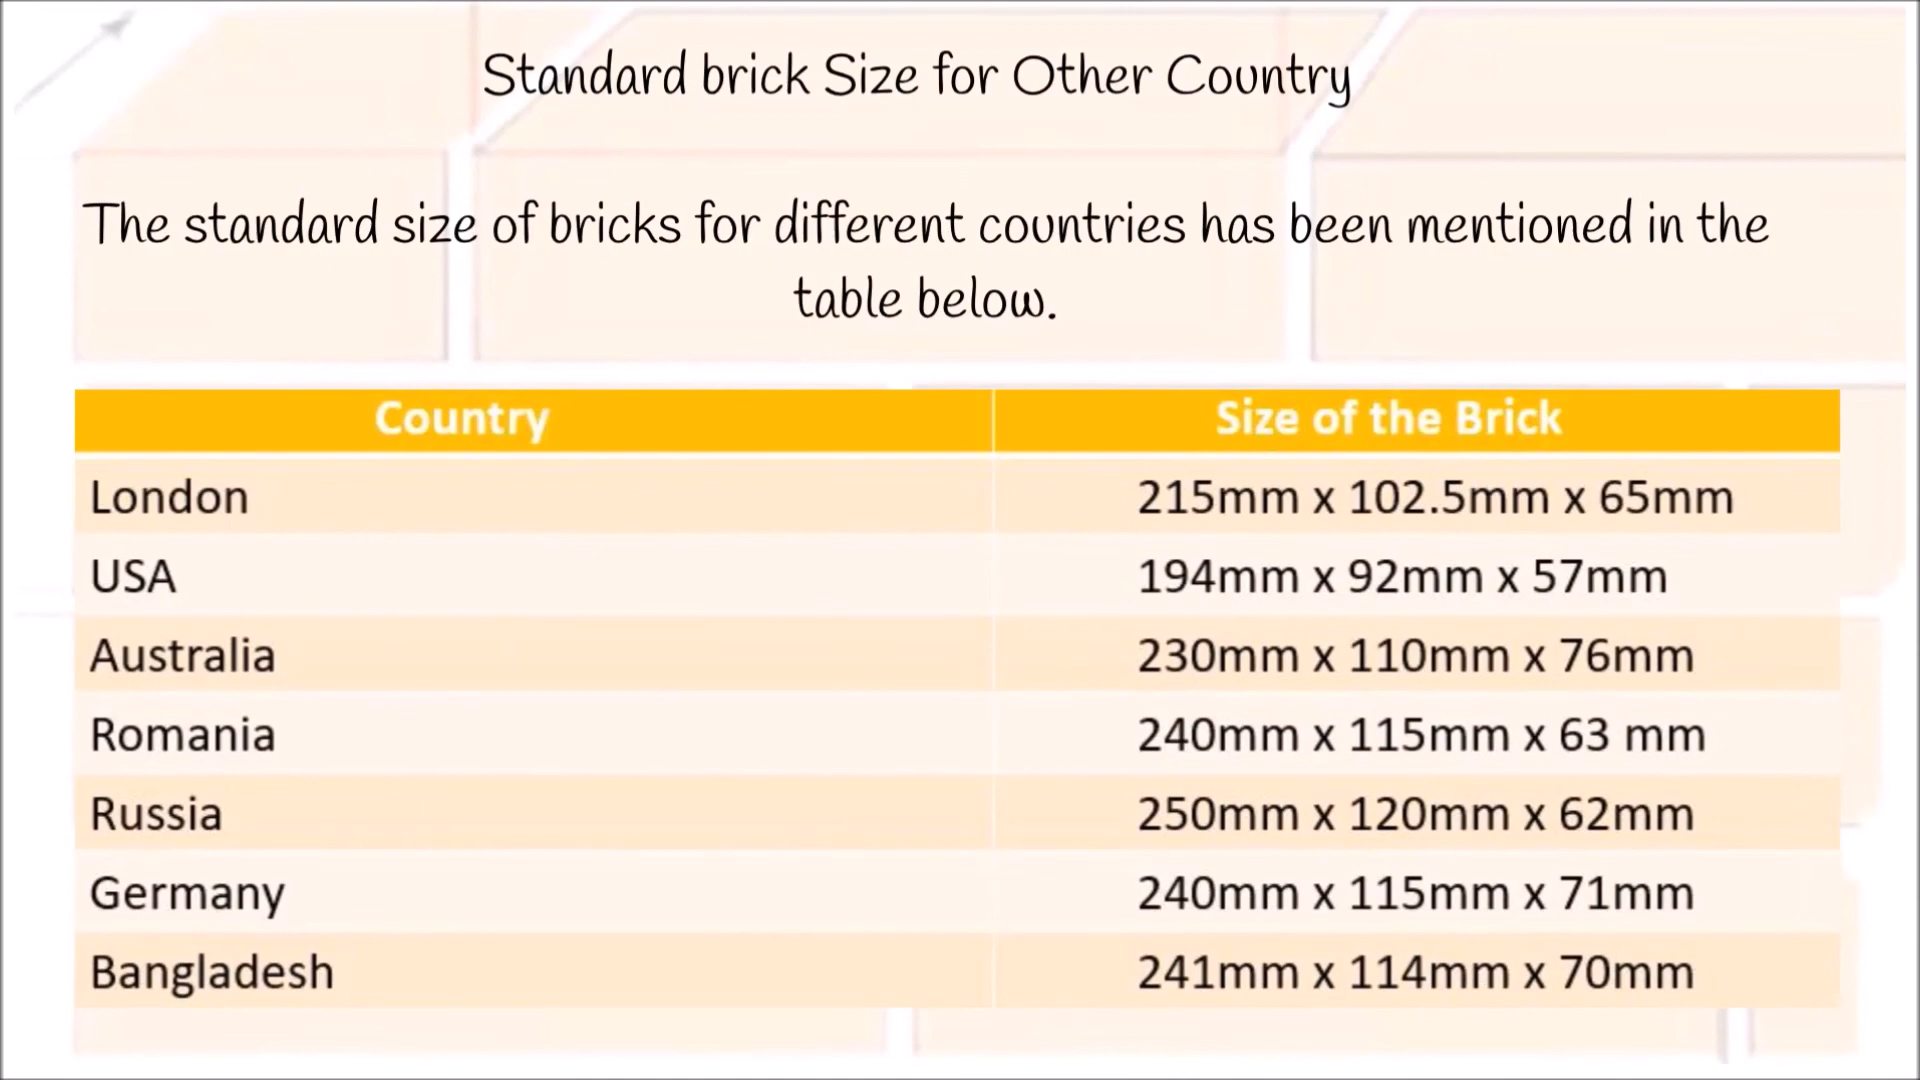 Standard brick Size for Other Country
The standard size of bricks for different countries has been mentioned in the
table below.
Country Size of the Brick
London 215mm x 102.5mm x 65mm
USA 194mm x 92mm x 57mm
Australia 230mm x 110mm x 76mm
Romania 240mm x 115mm x 63 mm
Russia 250mm x 120mm x 62mm
Germany 240mm x 115mm x 71mm
Bangladesh 241mm x 114mm x 70mm